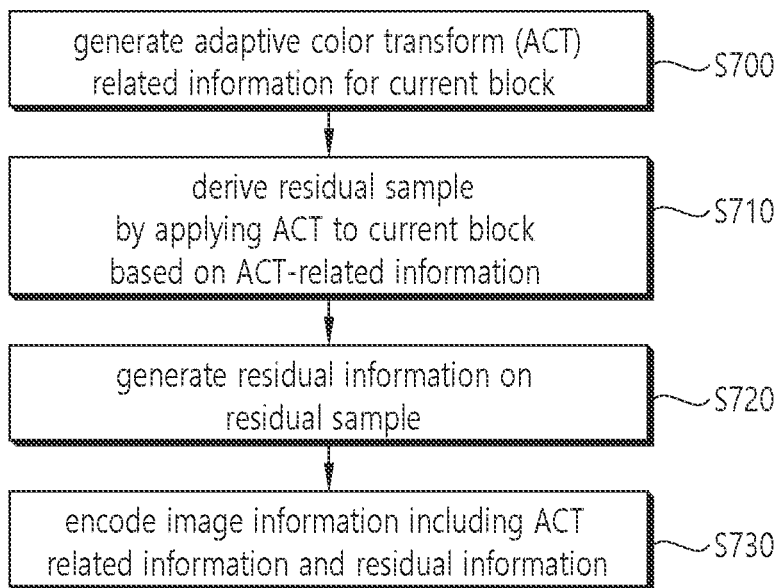 generate adaptive color transform (ACT)
related information for current block
S700
derive residual sample
by applying ACT to current block
based on ACT-related information
S710
generate residual information on
residual sample
S720
encode image information including ACT
related information and residual information
S730